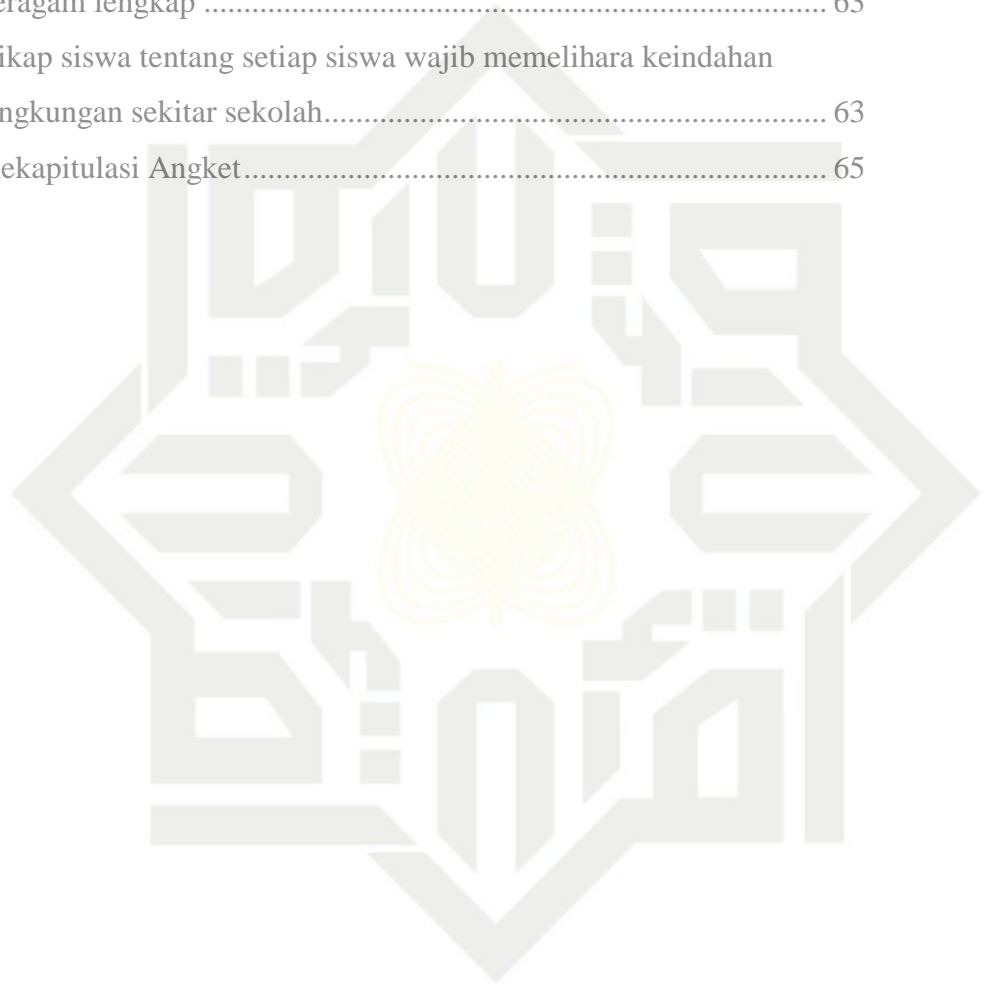 eragam lengkap .............................................................................. 63
ikap siswa tentang setiap siswa wajib memelihara keindahan
ngkungan sekitar sekolah............................................................... 63
ekapitulasi Angket......................................................................... 65